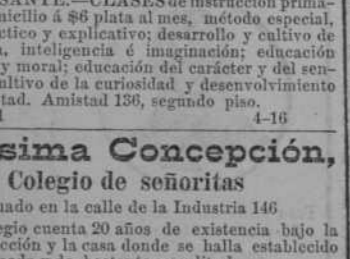 SANTE.—CLASES de instrucción prima-
nicilio á $6 plata al mes, método especial,
ctico y explicativo; desarrollo y cultivo de
, inteligencia é imaginación; educación
y moral; educación del carácter y del sen-
ultivo de la curiosidad y desenvolvimiento
tad. Amistad 136, segundo piso.
4-16
sima Concepción,
Colegio de señoritas
uado en la calle de la Industria 146
egio cuenta 20 años de existencia bajo la
cción y la casa donde se halla establecido